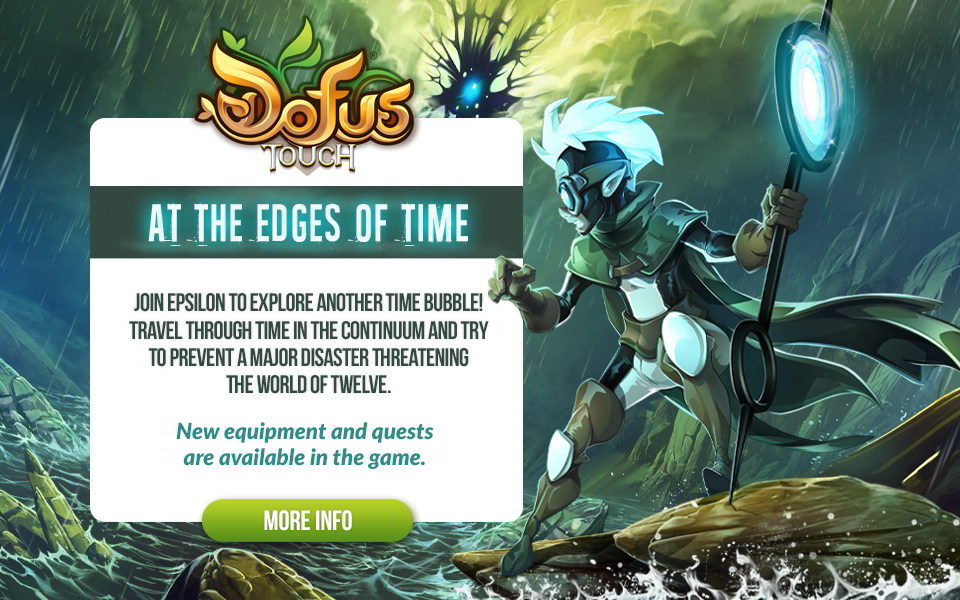 DOFUS®
TOUCH
AT THE EDGES OF TIME
JOIN EPSILON TO EXPLORE ANOTHER TIME BUBBLE!
TRAVEL THROUGH TIME IN THE CONTINUUM AND TRY
TO PREVENT A MAJOR DISASTER THREATENING
THE WORLD OF TWELVE.
New equipment and quests
are available in the game.
MORE INFO